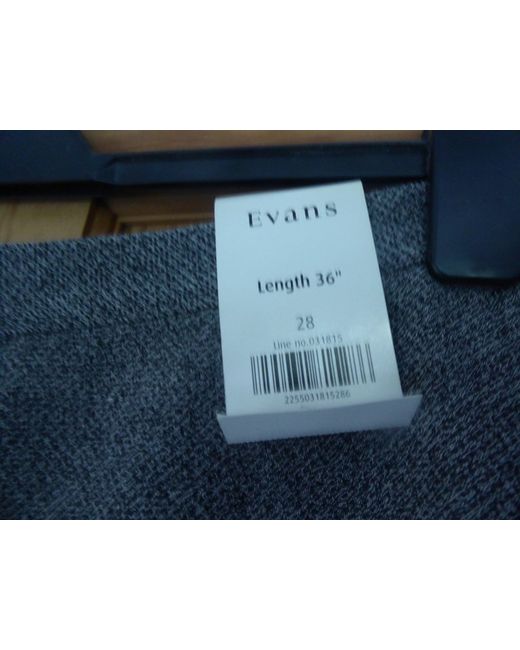 Evans
Length 36"
28
Line no.031815
2255031815286